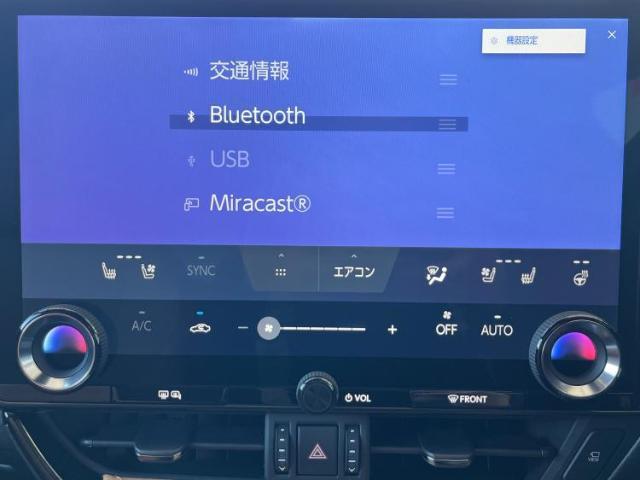 機器設定
交通情報
Bluetooth
USB
Miracast®
SYNC
エアコン
A/C
OFF
AUTO
VOL
FRONT
VIEW